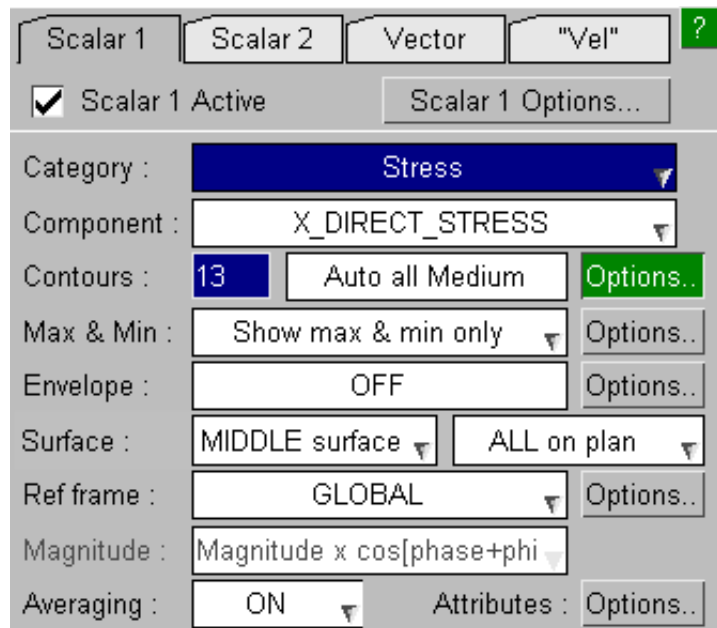 Scalar 1 Scalar 2 Vector "Vel" ?
Scalar 1 Active Scalar 1 Options...
Category : Stress
Component : X_DIRECT_STRESS
Contours : 13 Auto all Medium Options..
Max & Min : Show max & min only Options..
Envelope : OFF Options..
Surface : MIDDLE surface ALL on plan
Ref frame : GLOBAL Options..
Magnitude : Magnitude x cos[phase+phi
Averaging : ON Attributes : Options..